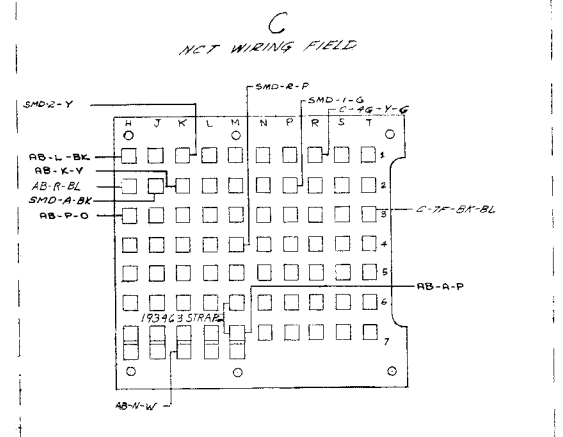 C
NCT WIRING FIELD
SMD-R-P
SMD-2-Y
SMD-1-G
C-4G-Y-G
H J K L M N P R S T
AB-L-BK
1
AB-K-Y
AB-R-BL
2
SMD-A-BK
AB-P-O
3
C-7F-BK-BL
4
5
AB-A-P
6
193463 STRAPS
7
AB-N-W